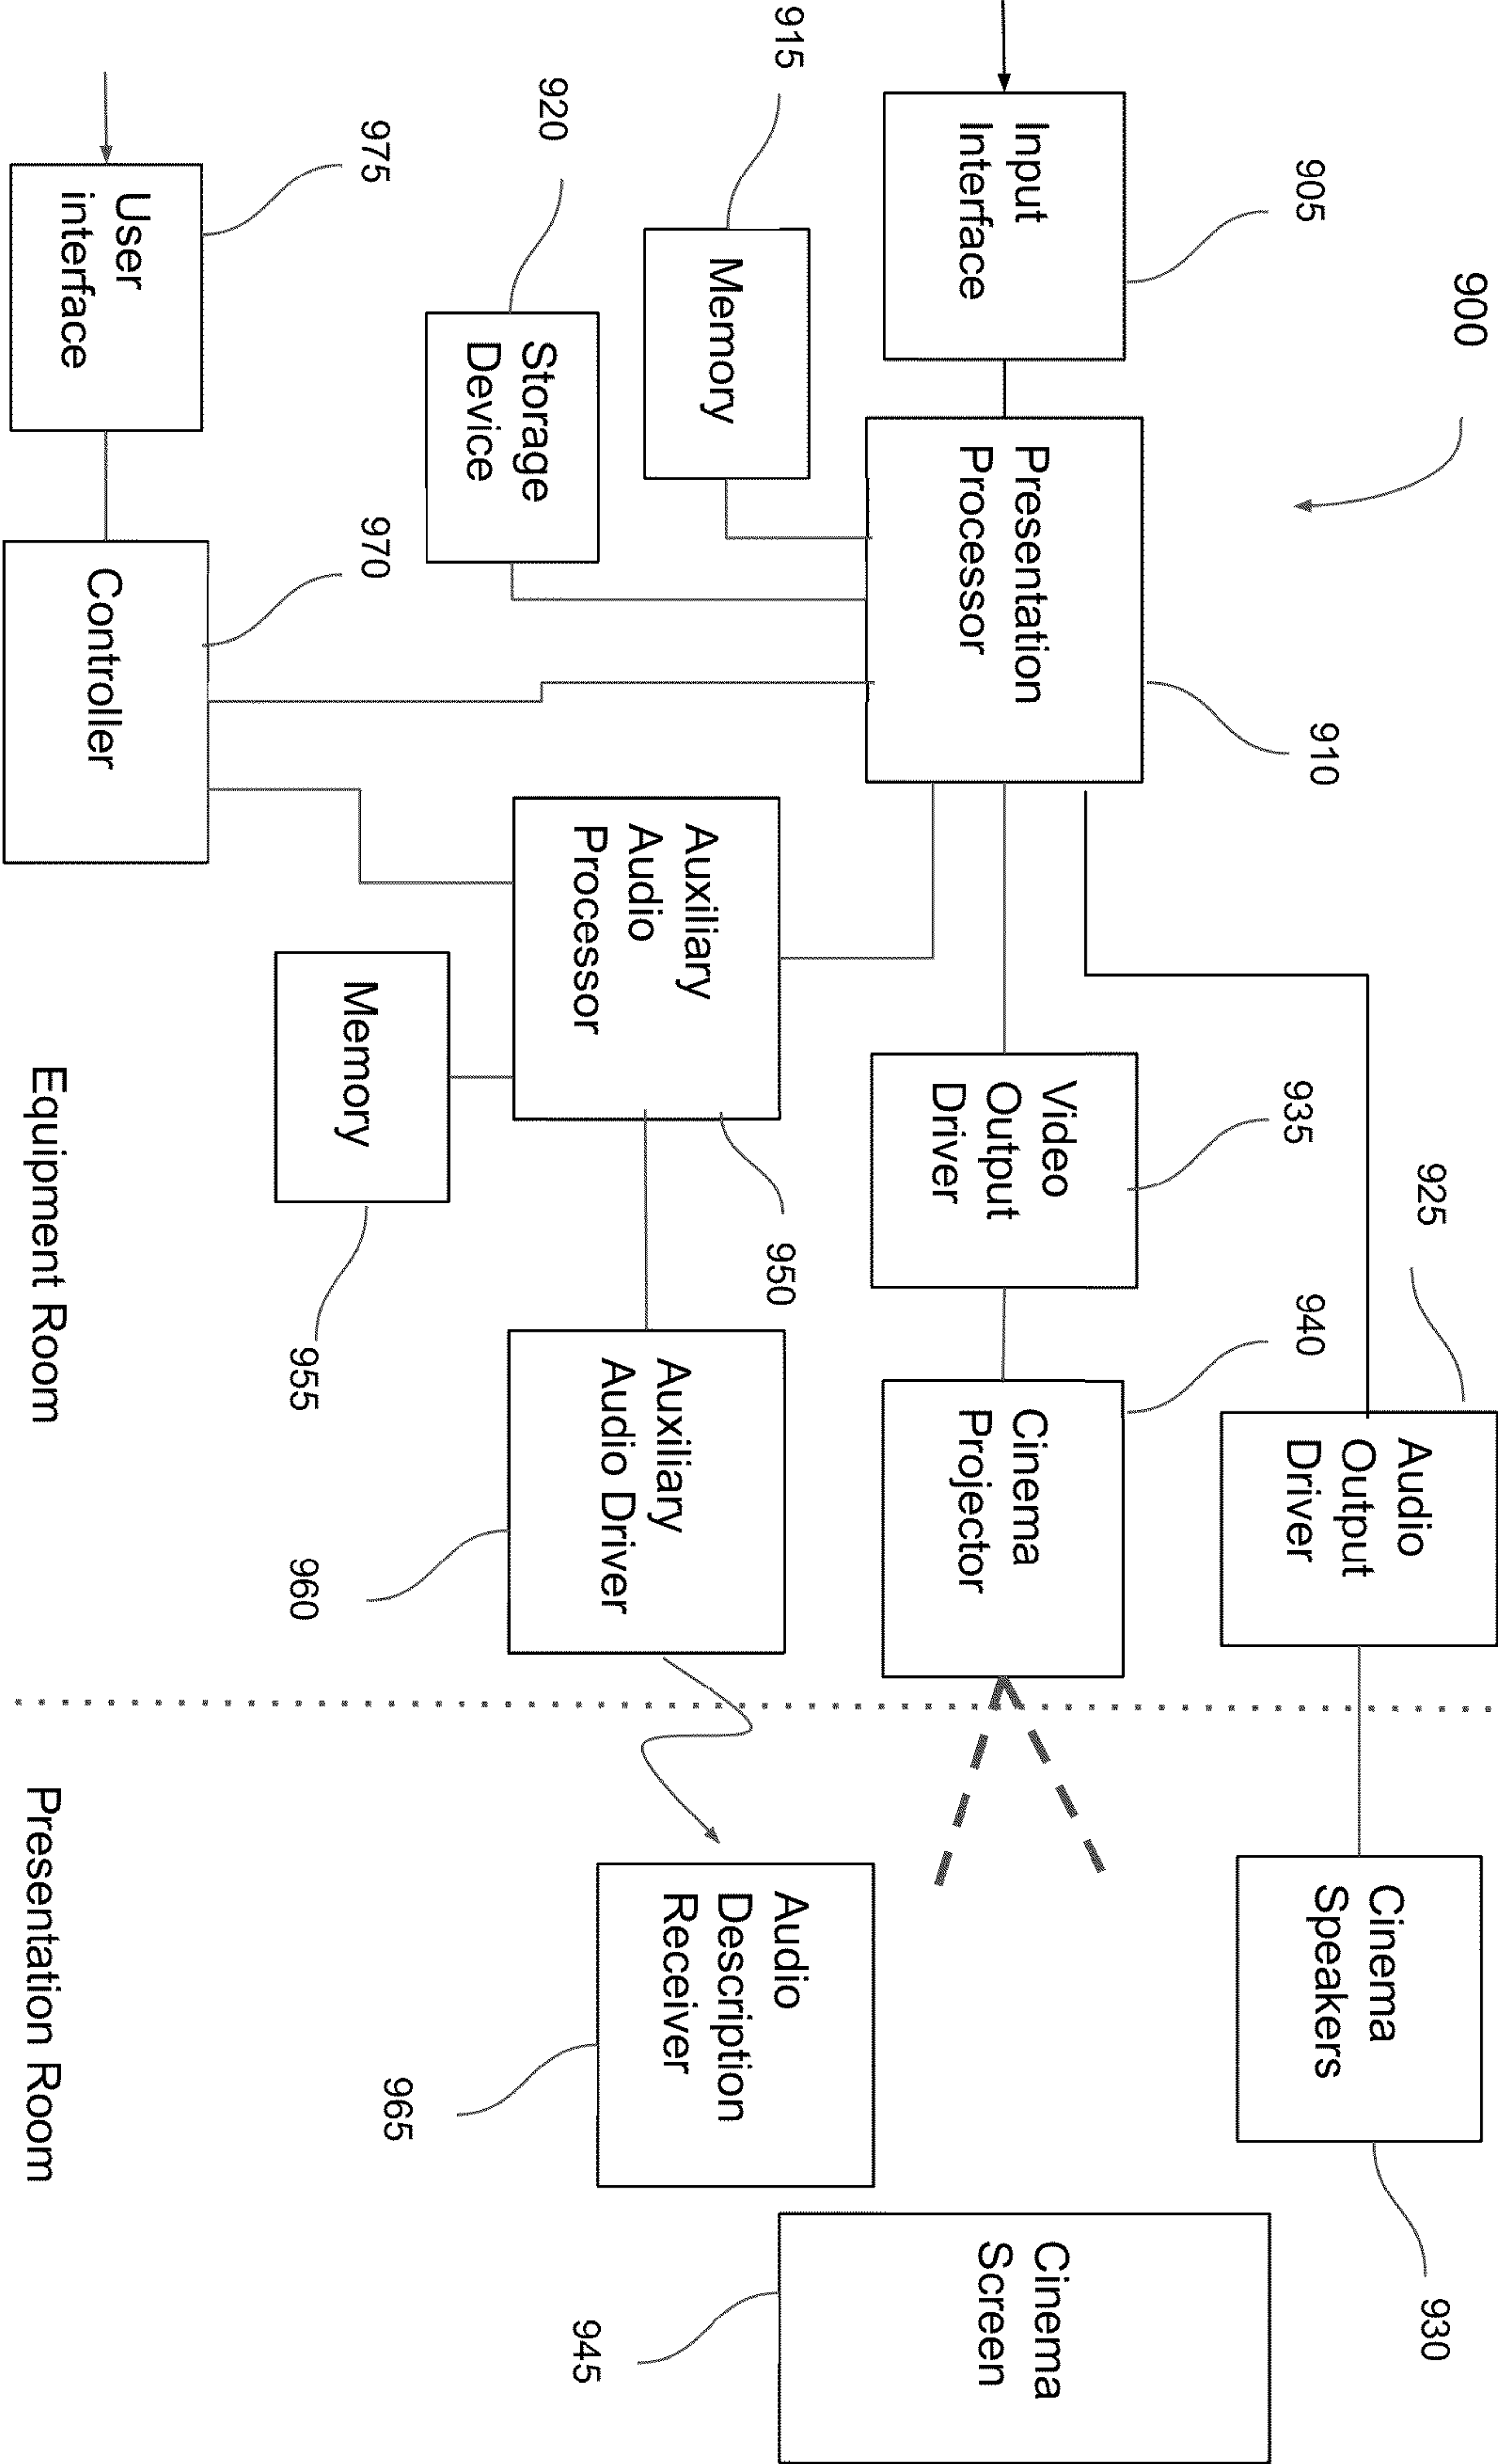 900
925
930
905
910
935
940
Input
Interface
Presentation
Processor
Video
Output
Driver
Cinema
Projector
Audio
Output
Driver
Cinema
Speakers
Cinema
Screen
945
915
Memory
920
Storage
Device
Auxiliary
Audio
Processor
950
Auxiliary
Audio Driver
960
Audio
Description
Receiver
965
975
970
Memory
955
User
interface
Controller
Equipment Room
Presentation Room